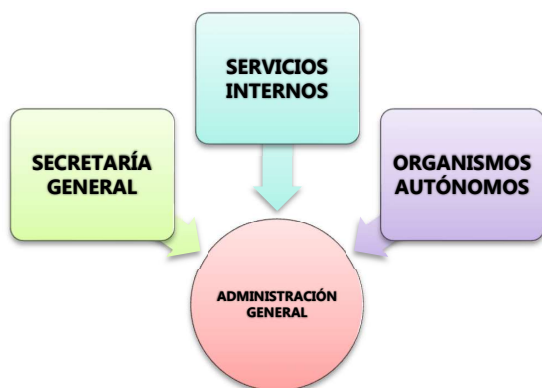 SERVICIOS
INTERNOS
SECRETARÍA
GENERAL
ORGANISMOS
AUTÓNOMOS
ADMINISTRACIÓN
GENERAL